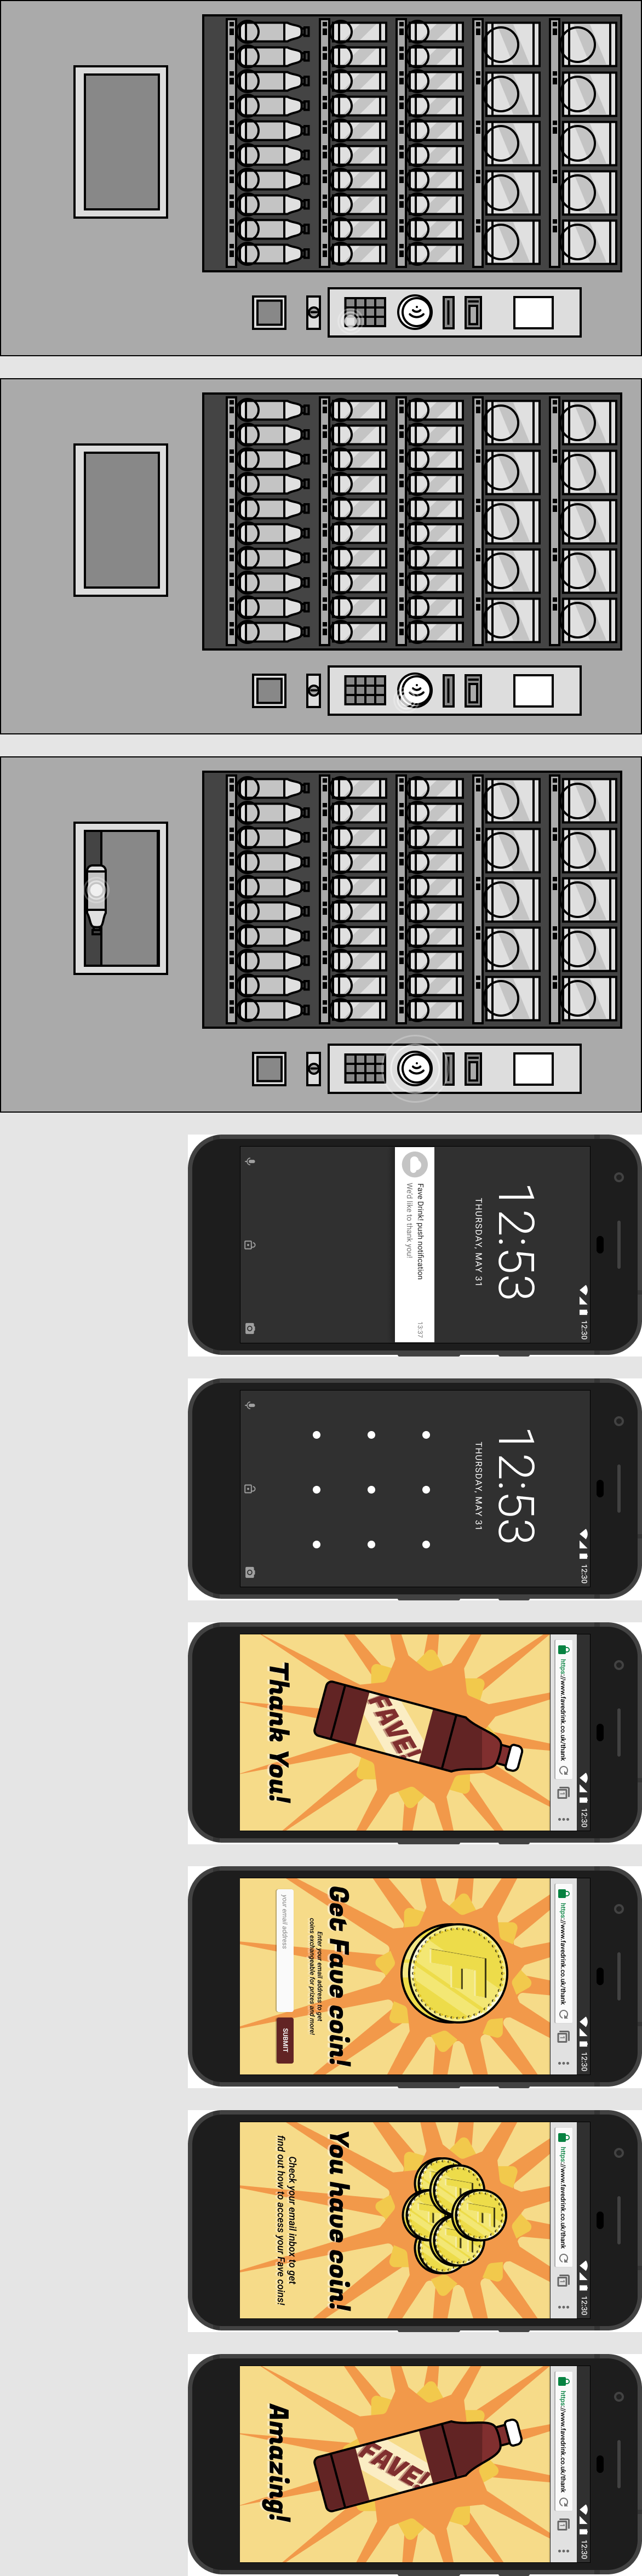 12:30
12:53
THURSDAY, MAY 31
Fave Drink! push notification
13:37
We'd like to thank you!
12:30
12:53
THURSDAY, MAY 31
12:30
https://www.favedrink.co.uk/thank
1
FAVE!
Thank You!
12:30
https://www.favedrink.co.uk/thank
1
F
Get Fave coin!
Enter your email address to get
coins exchangeable for prizes and more!
your email address
SUBMIT
12:30
https://www.favedrink.co.uk/thank
1
You have coin!
Check your email inbox to get
find out how to access your Fave coins!
12:30
https://www.favedrink.co.uk/thank
1
FAVE!
Amazing!